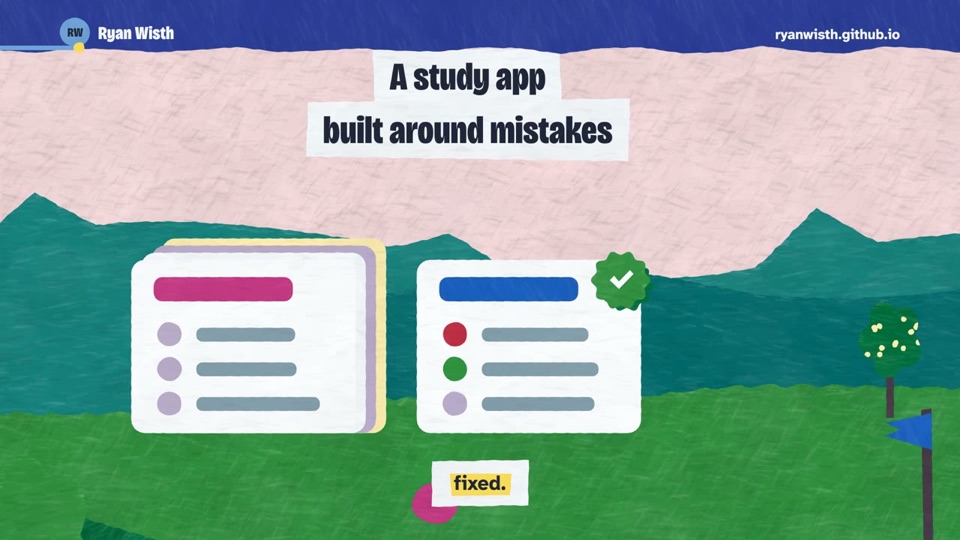 RW
Ryan Wisth
ryanwisth.github.io
A study app
built around mistakes
fixed.